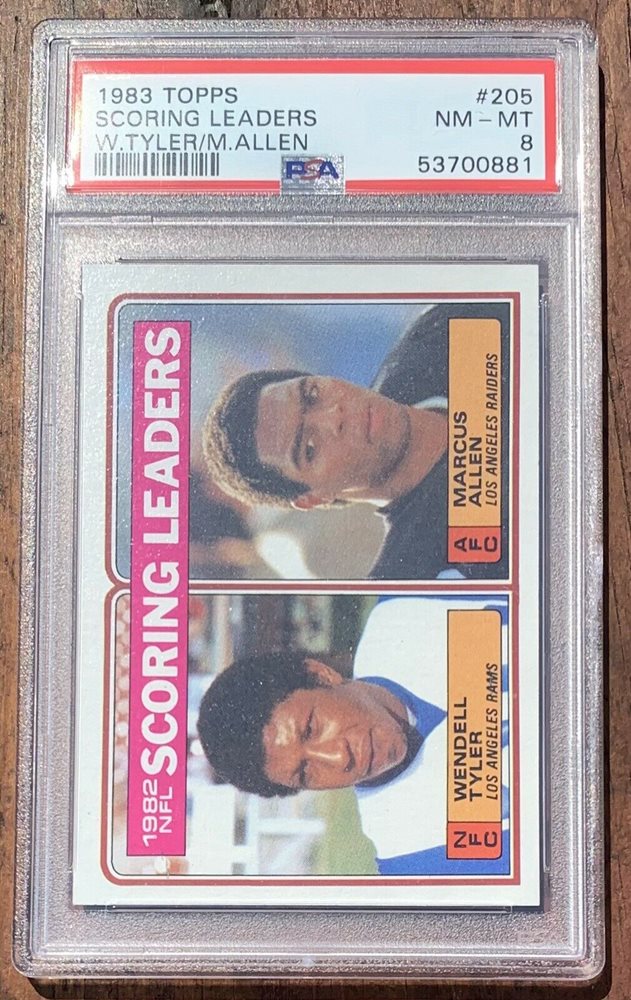 1983 TOPPS #205
SCORING LEADERS NM – MT
W.TYLER/M.ALLEN 8
PSA 53700881
1982
NFL SCORING LEADERS
NFC
WENDELL
TYLER
LOS ANGELES RAMS
AFC
MARCUS
ALLEN
LOS ANGELES RAIDERS